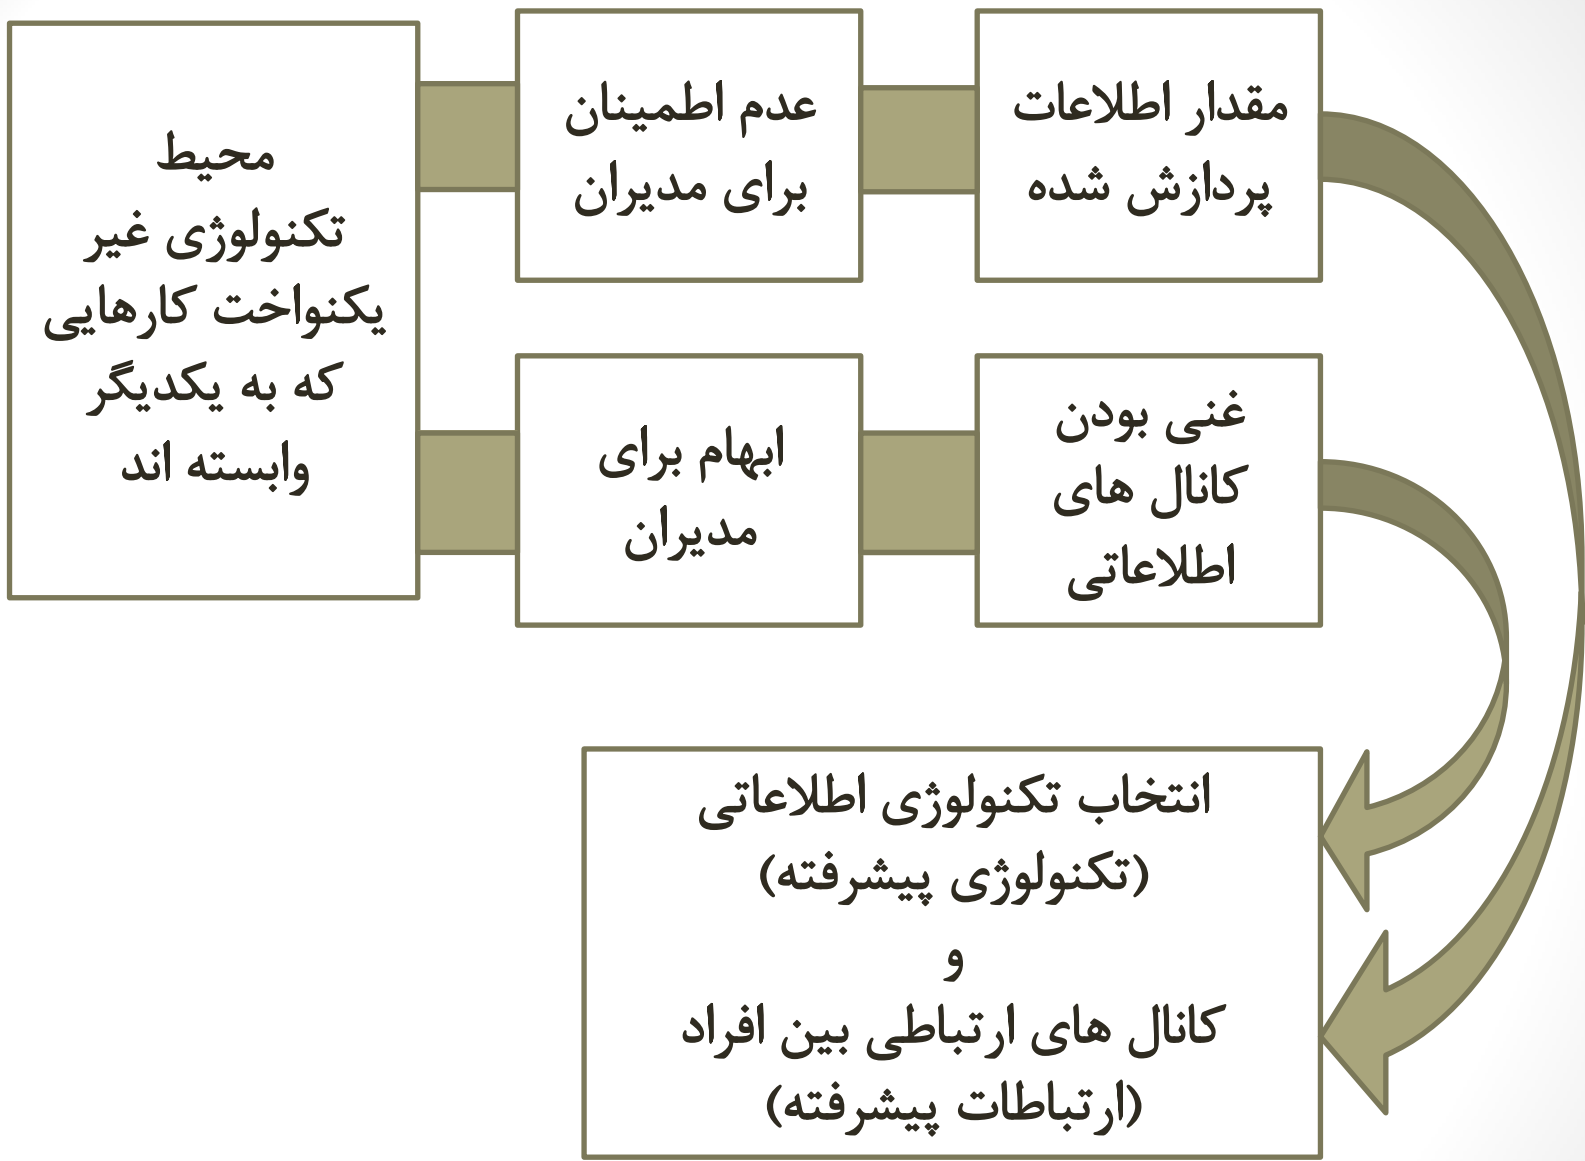 محیط
تکنولوژی غیر
یکنواخت کارهایی
که به یکدیگر
وابسته اند
عدم اطمینان
برای مدیران
مقدار اطلاعات
پردازش شده
ابهام برای
مدیران
غنی بودن
کانال های
اطلاعاتی
انتخاب تکنولوژی اطلاعاتی
(تکنولوژی پیشرفته)
و
کانال های ارتباطی بین افراد
(ارتباطات پیشرفته)